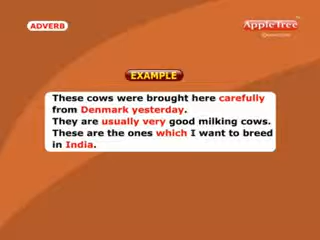 ADVERB
AppleTree
EXAMPLE
These cows were brought here carefully
from Denmark yesterday.
They are usually very good milking cows.
These are the ones which I want to breed
in India.